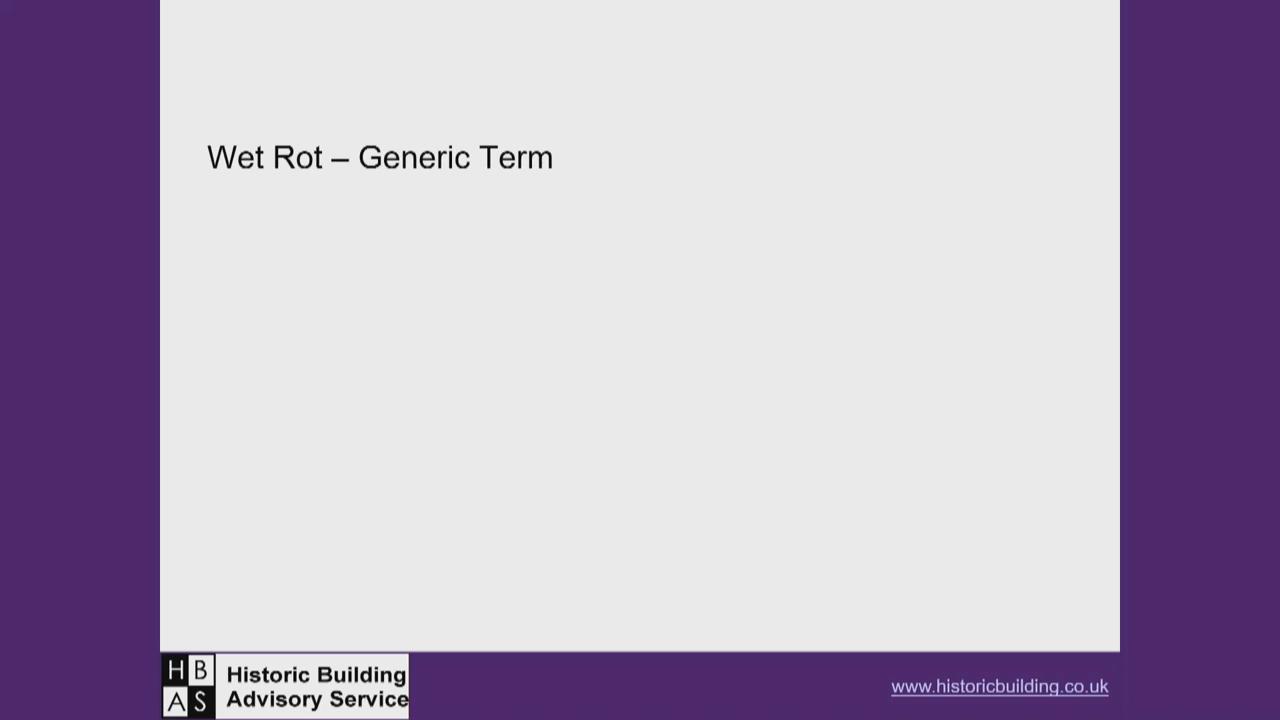 Wet Rot – Generic Term
H B
A S
Historic Building
Advisory Service
www.historicbuilding.co.uk